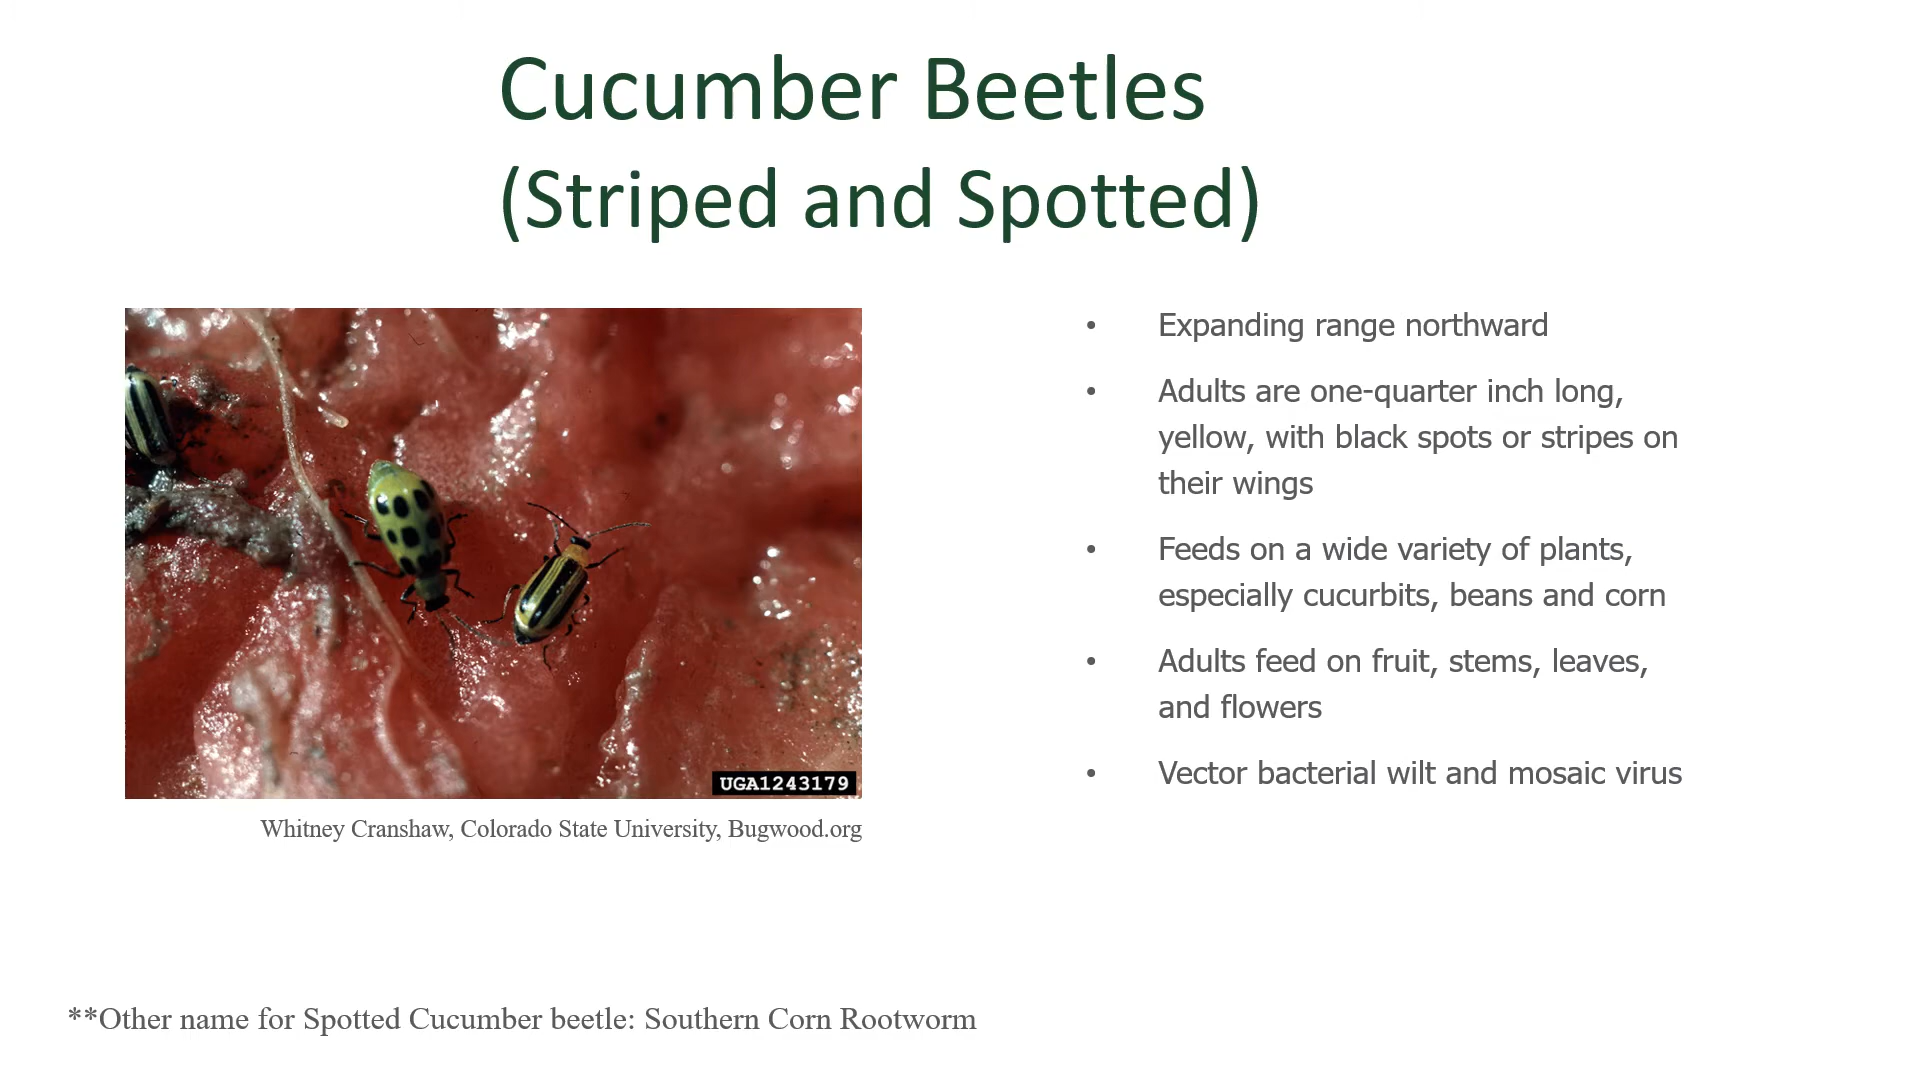 Cucumber Beetles
(Striped and Spotted)
• Expanding range northward
• Adults are one-quarter inch long,
yellow, with black spots or stripes on
their wings
• Feeds on a wide variety of plants,
especially cucurbits, beans and corn
• Adults feed on fruit, stems, leaves,
and flowers
• Vector bacterial wilt and mosaic virus
UGA1243179
Whitney Cranshaw, Colorado State University, Bugwood.org
**Other name for Spotted Cucumber beetle: Southern Corn Rootworm